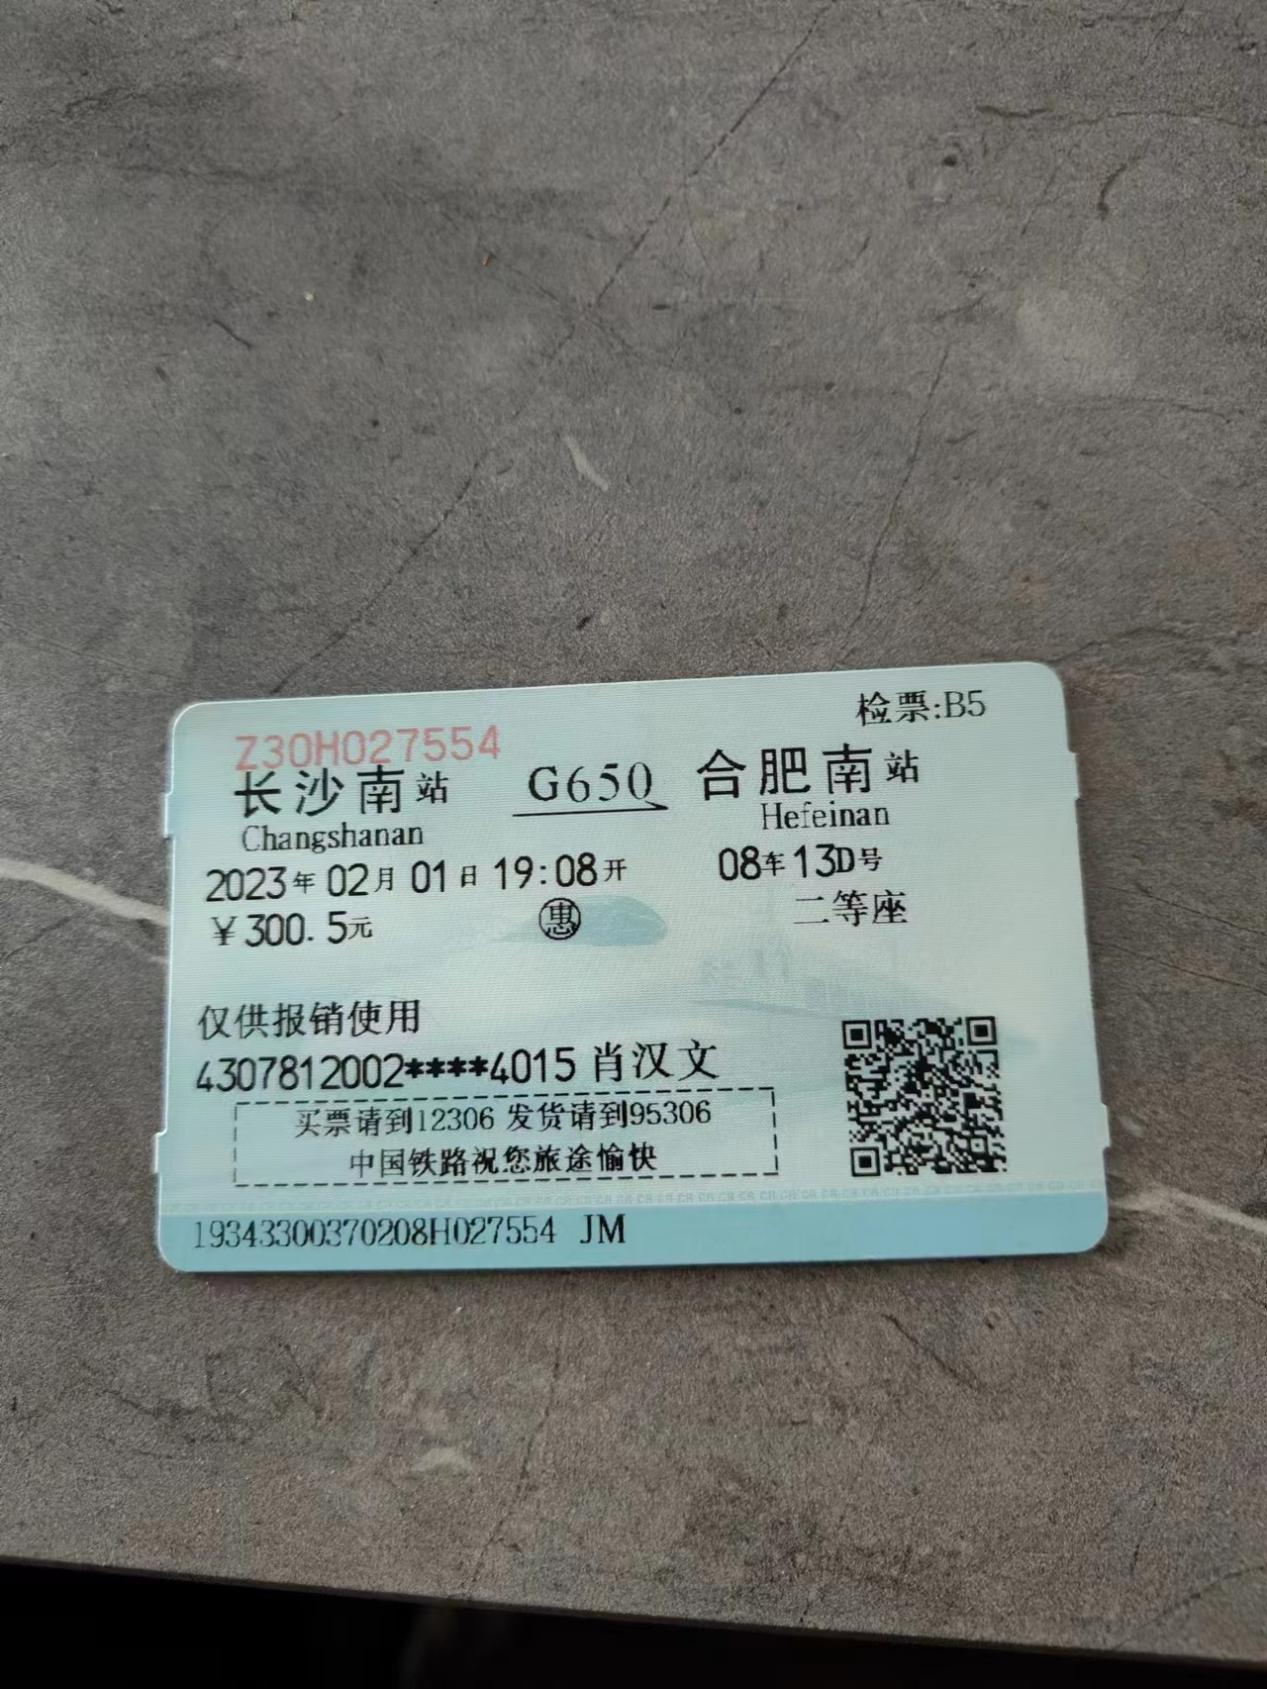 检票:B5
Z30H027554
长沙南站 G650 合肥南站
Changshanan Hefeinan
2023年02月01日19:08开 08车13D号
￥300.5元 惠 二等座
仅供报销使用
4307812002****4015 肖汉文
买票请到12306 发货请到95306
中国铁路祝您旅途愉快
19343300370208H027554 JM